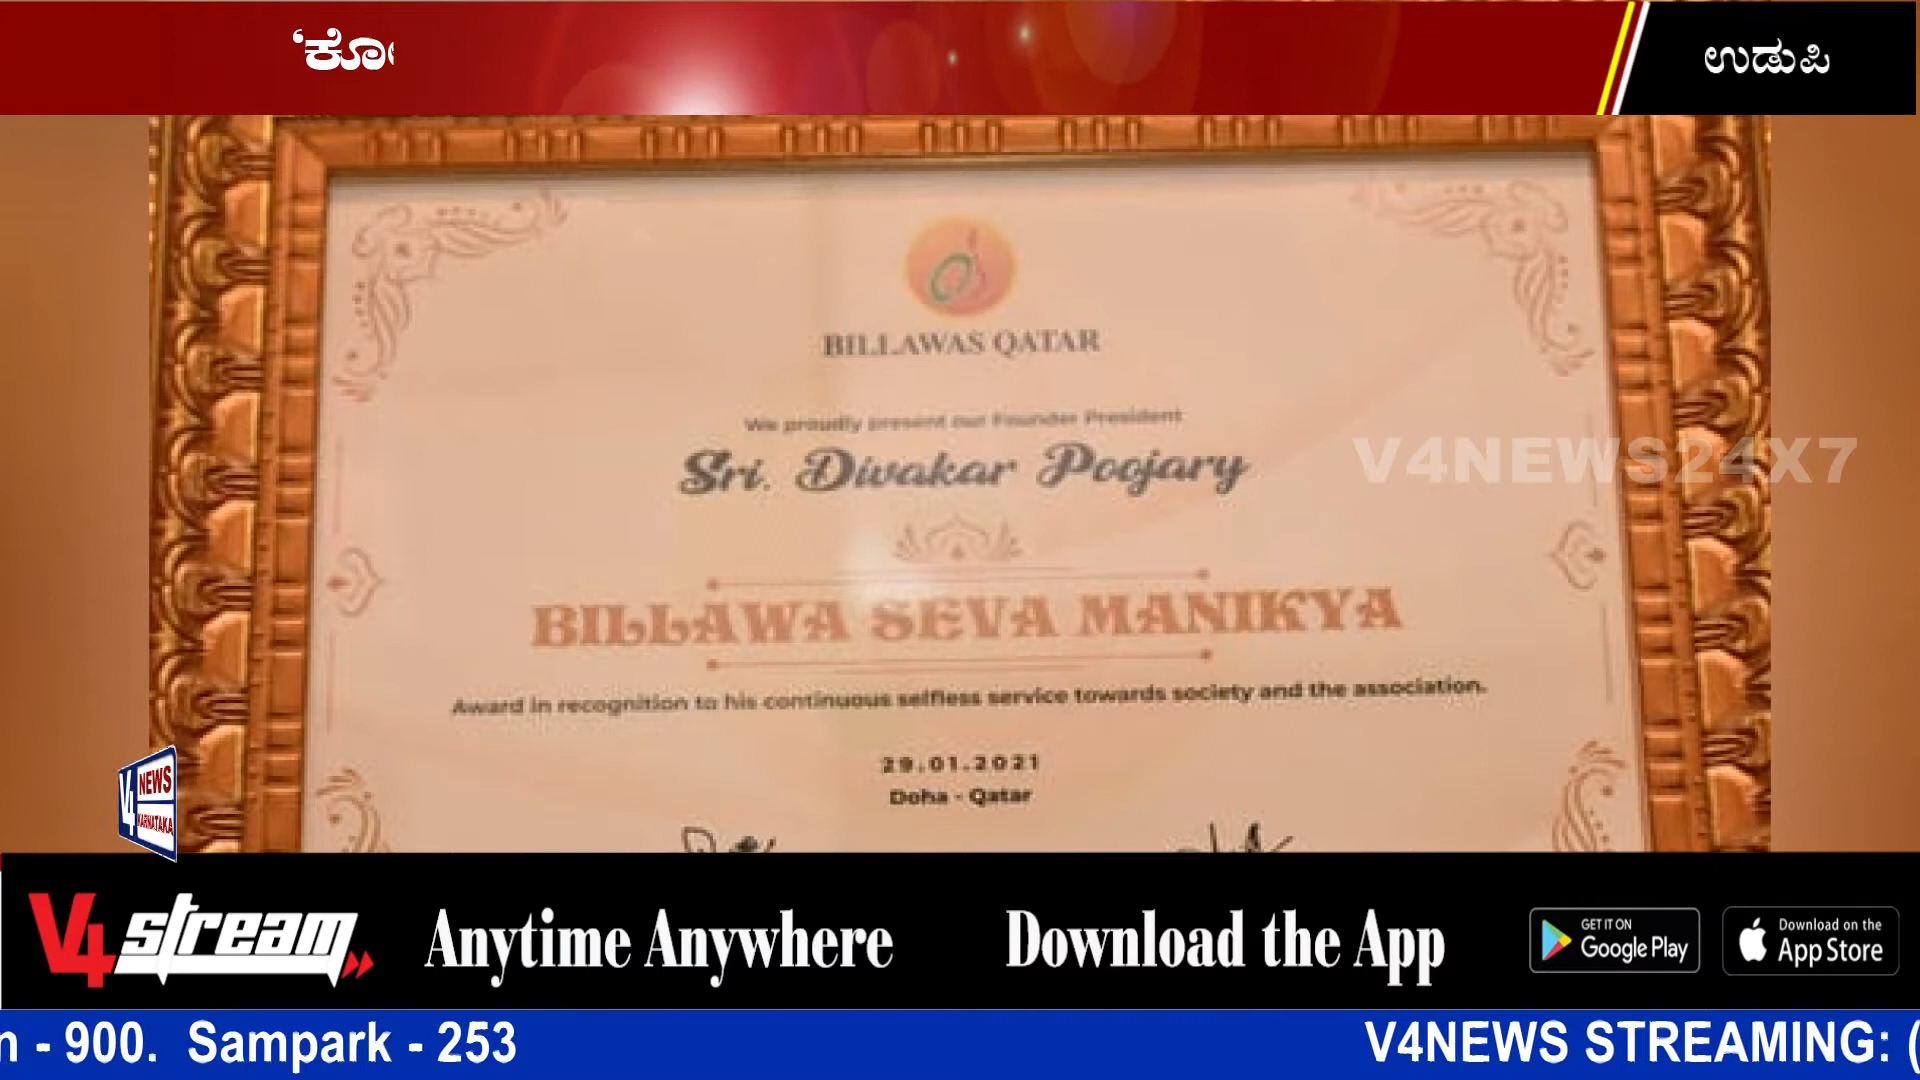 ‘ಕೋ
ಉಡುಪಿ
BILLAWAS QATAR
We proudly present our Founder President
Sri. Divakar Poojary
V4NEWS24X7
BILLAWA SEVA MANIKYA
Award in recognition to his continuous selfless service towards society and the association.
29.01.2021
Doha - Qatar
V4 NEWS KARNATAKA
V4 stream
Anytime Anywhere
Download the App
GET IT ON
Google Play
Download on the
App Store
n - 900. Sampark - 253
V4NEWS STREAMING: (